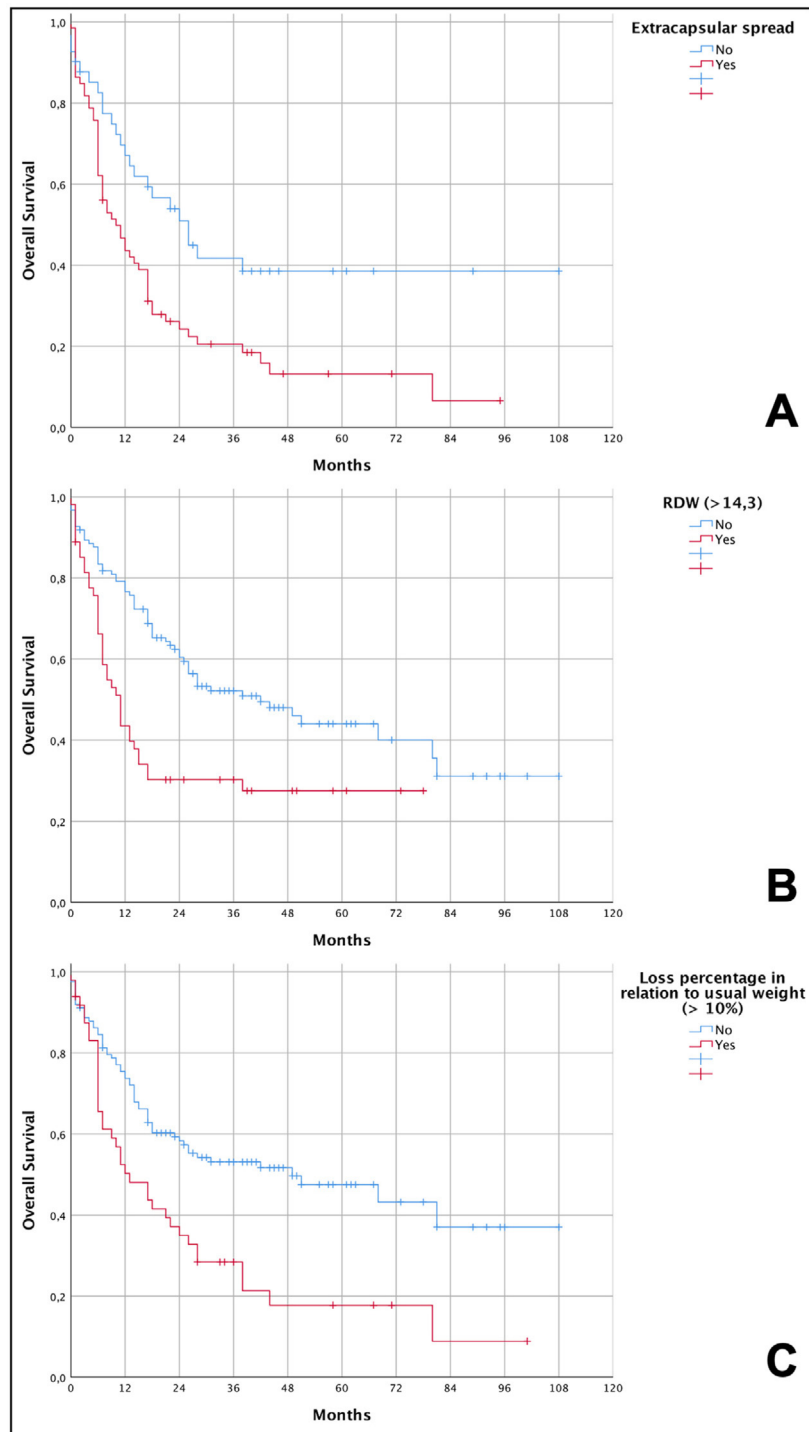 Extracapsular spread
No
Yes
Overall Survival
1,0
0,8
0,6
0,4
0,2
0,0
0 12 24 36 48 60 72 84 96 108 120
Months
A
RDW (>14,3)
No
Yes
Overall Survival
1,0
0,8
0,6
0,4
0,2
0,0
0 12 24 36 48 60 72 84 96 108 120
Months
B
Loss percentage in
relation to usual weight
(> 10%)
No
Yes
Overall Survival
1,0
0,8
0,6
0,4
0,2
0,0
0 12 24 36 48 60 72 84 96 108 120
Months
C